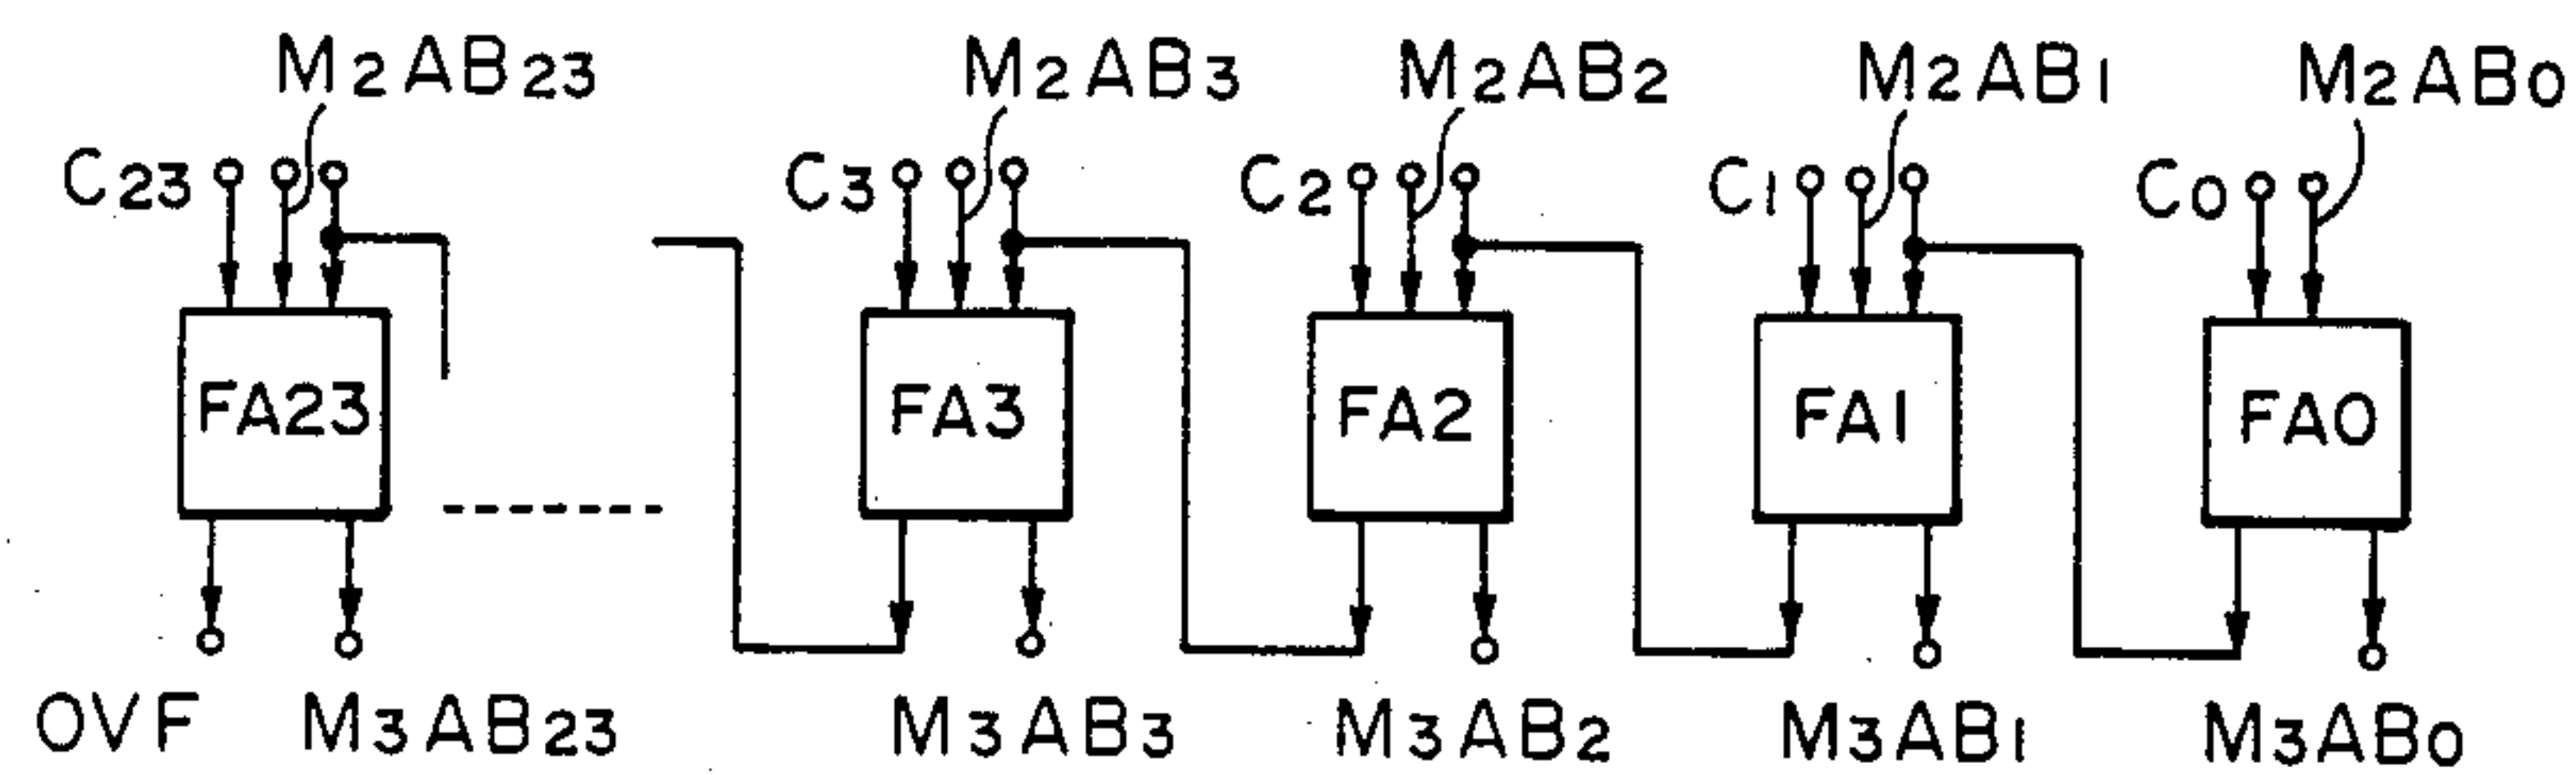 M2AB23 M2AB3 M2AB2 M2AB1 M2AB0
C23 C3 C2 C1 C0
FA23 FA3 FA2 FA1 FA0
OVF M3AB23 M3AB3 M3AB2 M3AB1 M3AB0